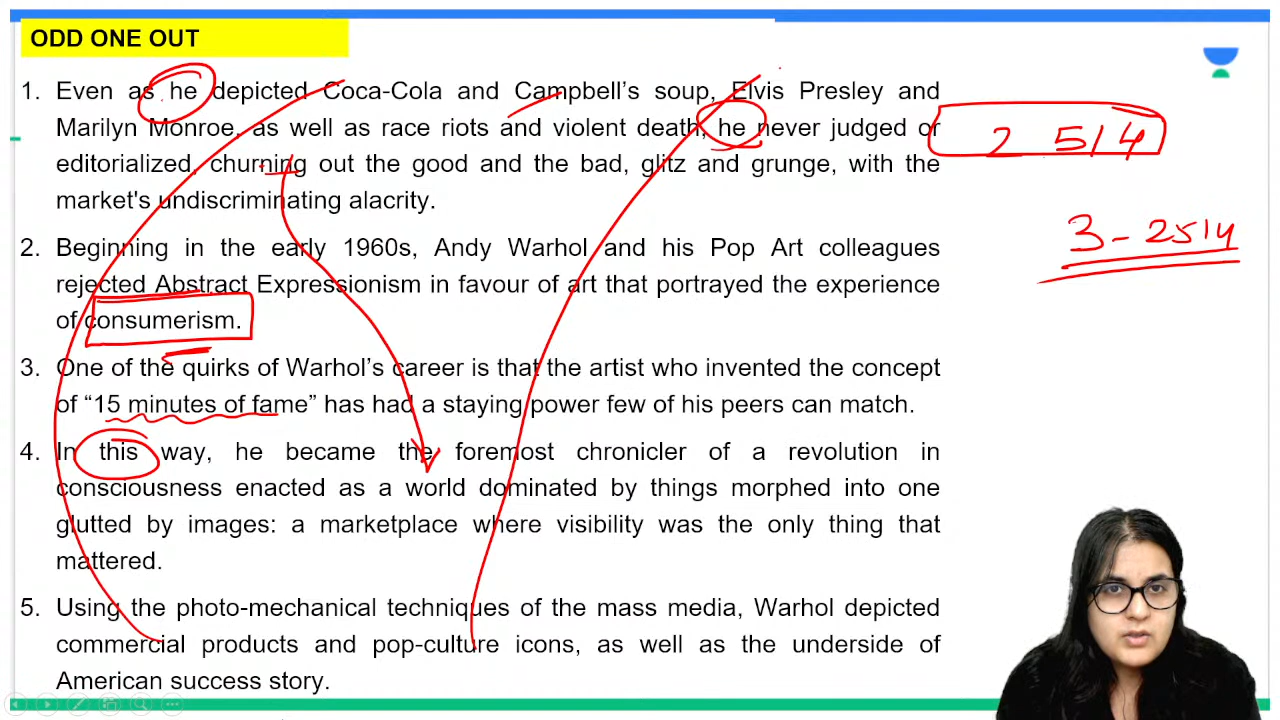 ODD ONE OUT
1. Even as he depicted Coca-Cola and Campbell's soup, Elvis Presley and
Marilyn Monroe, as well as race riots and violent death, he never judged or
editorialized, churning out the good and the bad, glitz and grunge, with the
market's undiscriminating alacrity.
2 5 1 4
3 - 2514
2. Beginning in the early 1960s, Andy Warhol and his Pop Art colleagues
rejected Abstract Expressionism in favour of art that portrayed the experience
of consumerism.
3. One of the quirks of Warhol's career is that the artist who invented the concept
of “15 minutes of fame” has had a staying power few of his peers can match.
4. In this way, he became the foremost chronicler of a revolution in
consciousness enacted as a world dominated by things morphed into one
glutted by images: a marketplace where visibility was the only thing that
mattered.
5. Using the photo-mechanical techniques of the mass media, Warhol depicted
commercial products and pop-culture icons, as well as the underside of
American success story.